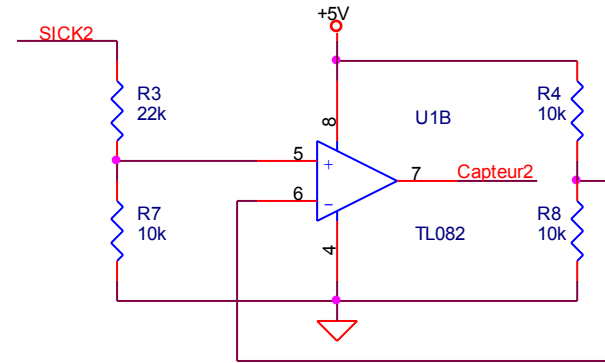 +5V
SICK2
R3
22k
R4
10k
8
U1B
5
+
7
Capteur2
6
−
R7
10k
R8
10k
4
TL082